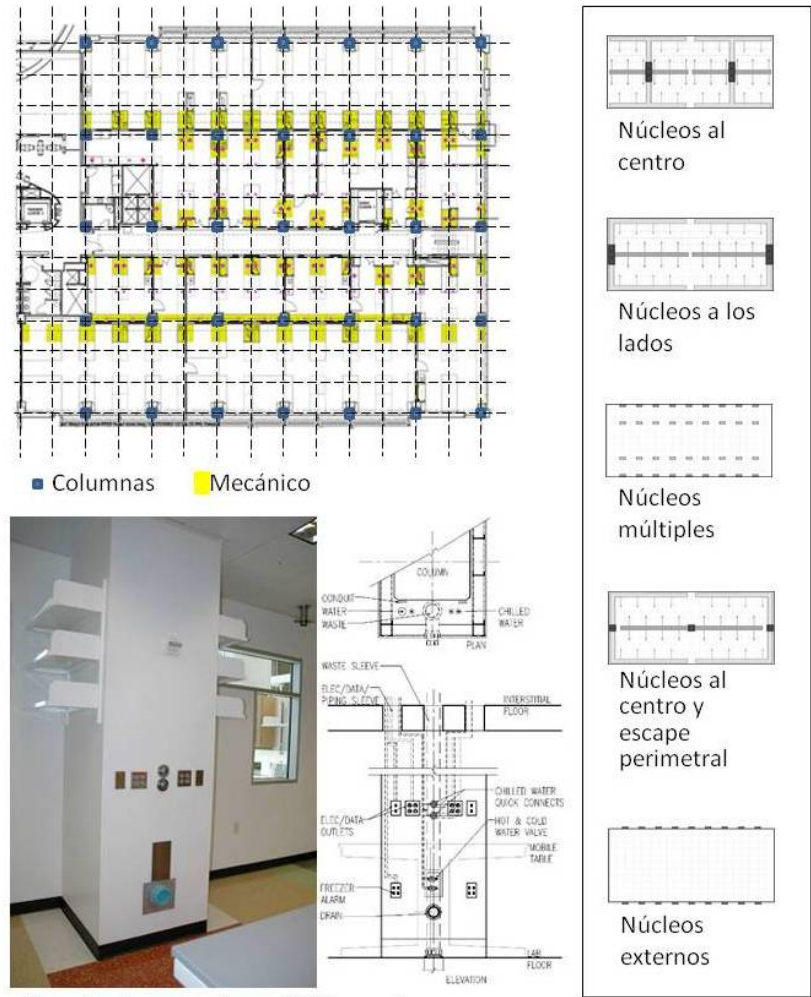 Columnas
Mecánico
COLUMN
CONDUIT
WATER
WASTE
CHILLED
WATER
PLAN
WASTE SLEEVE
ELEC/DATA/
PIPING SLEEVE
INTERSTITIAL
FLOOR
CHILLED WATER
QUICK CONNECTS
ELEC/DATA
OUTLETS
HOT & COLD
WATER VALVE
MOBILE
TABLE
FREEZER
ALARM
DRAIN
LAB
FLOOR
ELEVATION
Núcleos al
centro
Núcleos a los
lados
Núcleos
múltiples
Núcleos al
centro y
escape
perimetral
Núcleos
externos